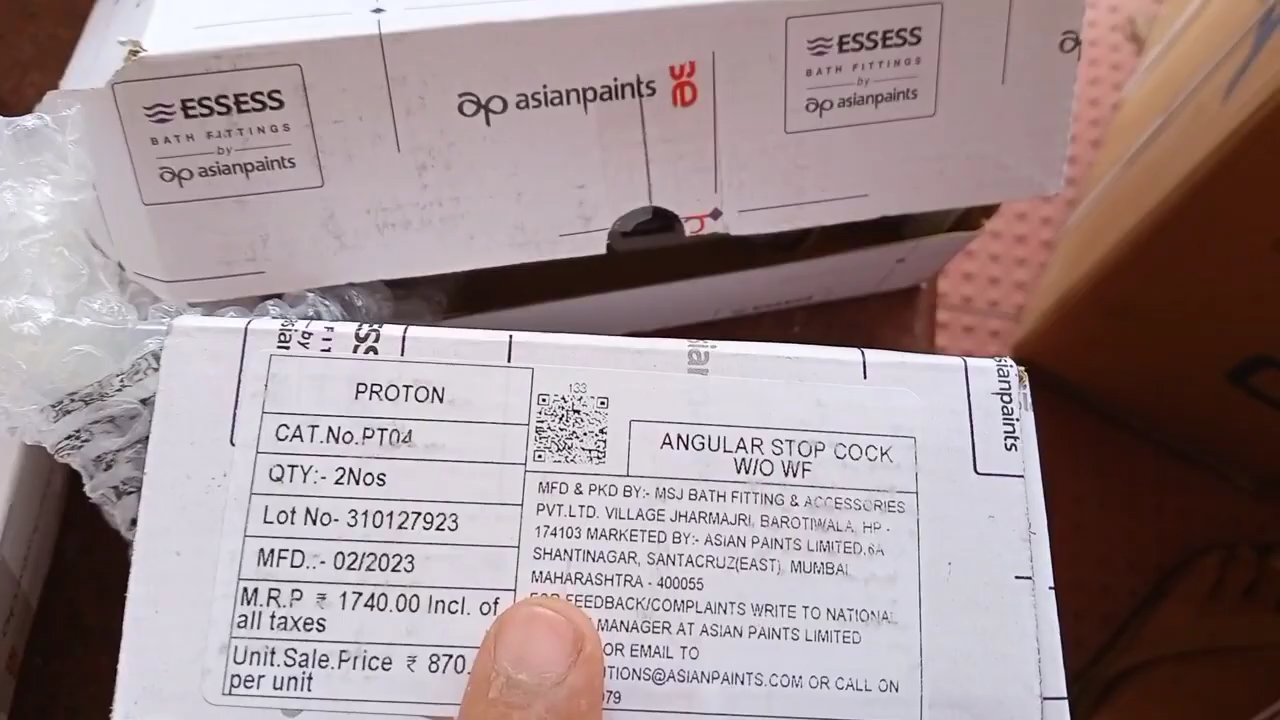 ESSESS
BATH FITTINGS
by
asianpaints
asianpaints
ESSESS
BATH FITTINGS
by
asianpaints
asianpaints
PROTON
CAT.No.PT04
QTY:- 2Nos
Lot No- 310127923
MFD.:- 02/2023
M.R.P ₹ 1740.00 Incl. of
all taxes
Unit.Sale.Price ₹ 870.
per unit
133
ANGULAR STOP COCK
W/O WF
MFD & PKD BY:- MSJ BATH FITTING & ACCESSORIES
PVT.LTD. VILLAGE JHARMAJRI, BAROTIWALA, HP -
174103 MARKETED BY:- ASIAN PAINTS LIMITED,6A
SHANTINAGAR, SANTACRUZ(EAST), MUMBAI,
MAHARASHTRA - 400055
FEEDBACK/COMPLAINTS WRITE TO NATIONAL
MANAGER AT ASIAN PAINTS LIMITED
OR EMAIL TO
TIONS@ASIANPAINTS.COM OR CALL ON
079